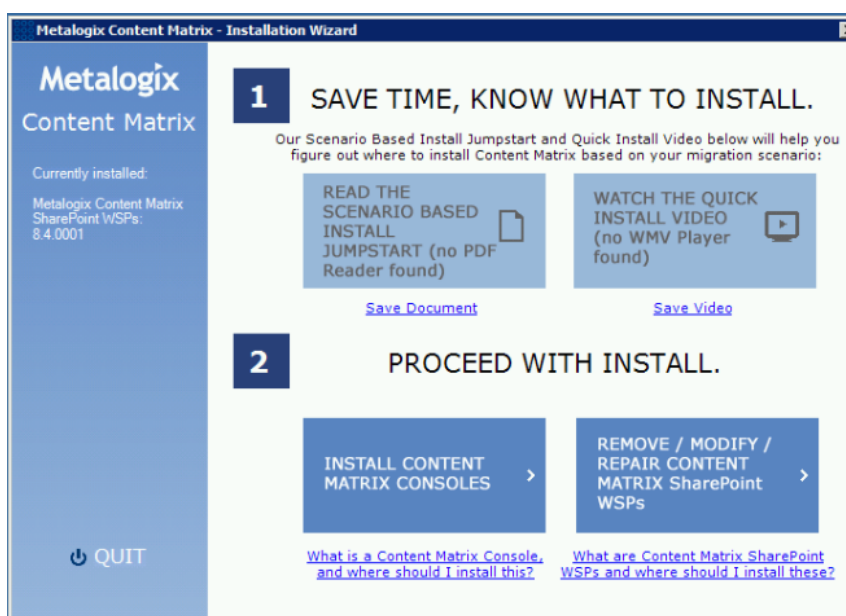 Metalogix Content Matrix - Installation Wizard
Metalogix
Content Matrix
Currently installed:
Metalogix Content Matrix
SharePoint WSPs:
8.4.0001
QUIT
1
SAVE TIME, KNOW WHAT TO INSTALL.
Our Scenario Based Install Jumpstart and Quick Install Video below will help you
figure out where to install Content Matrix based on your migration scenario:
READ THE
SCENARIO BASED
INSTALL
JUMPSTART (no PDF
Reader found)
Save Document
WATCH THE QUICK
INSTALL VIDEO
(no WMV Player
found)
Save Video
2
PROCEED WITH INSTALL.
INSTALL CONTENT
MATRIX CONSOLES
What is a Content Matrix Console,
and where should I install this?
REMOVE / MODIFY /
REPAIR CONTENT
MATRIX SharePoint
WSPs
What are Content Matrix SharePoint
WSPs and where should I install these?